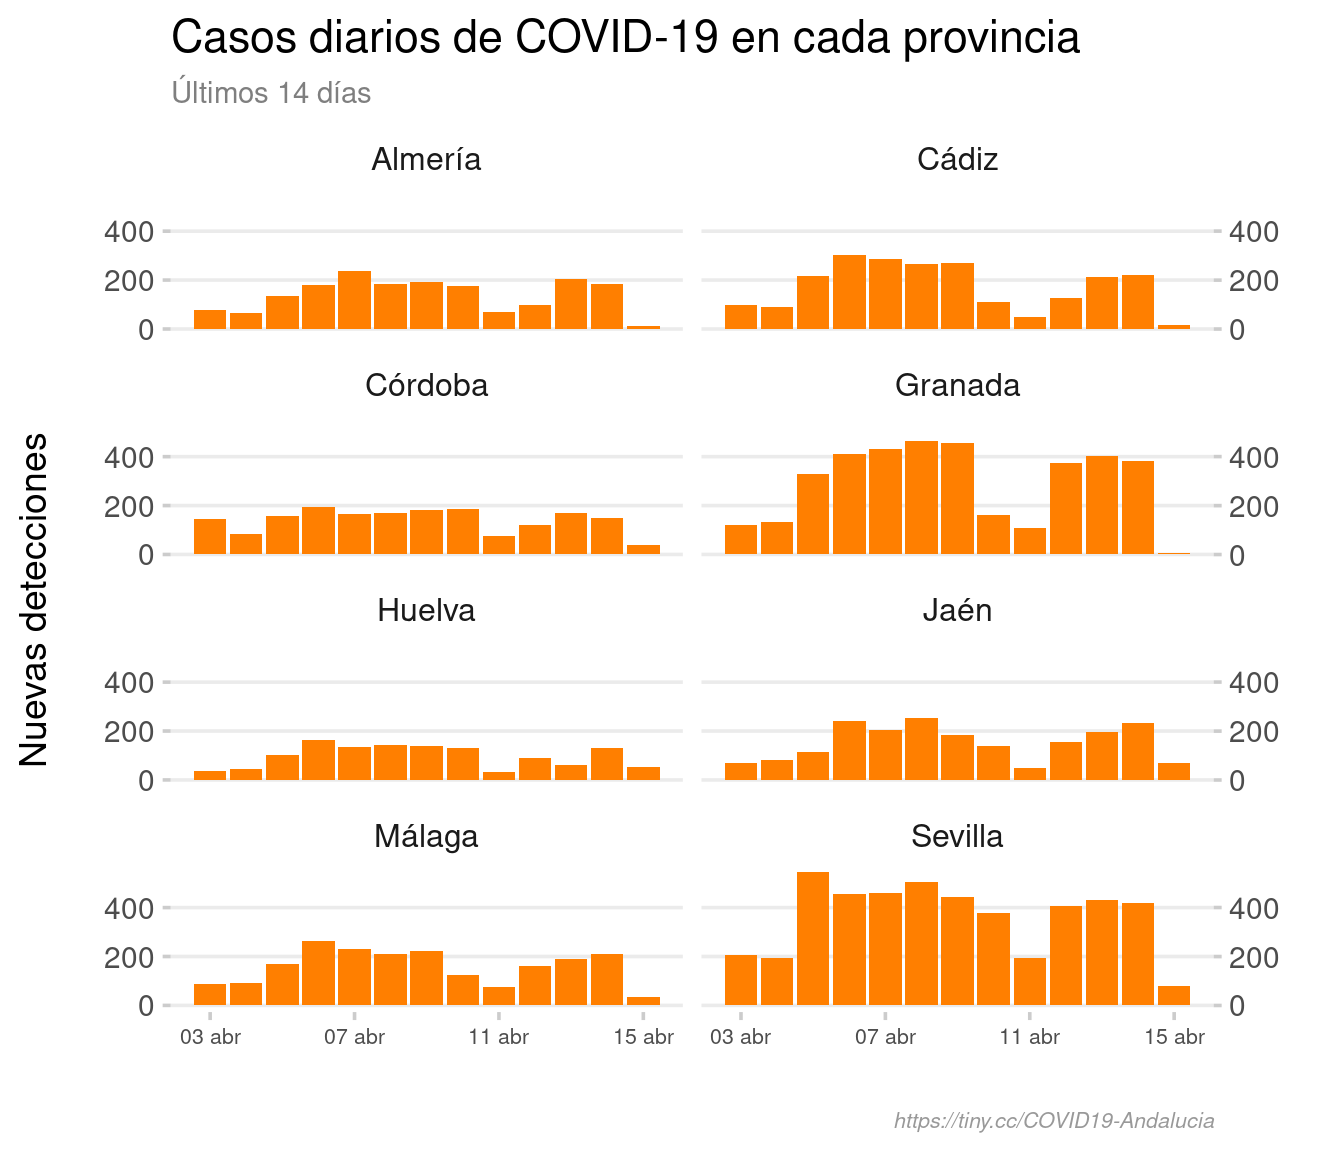 Casos diarios de COVID-19 en cada provincia
Últimos 14 días
Nuevas detecciones
Almería
Cádiz
400
200
0
400
200
0
Córdoba
Granada
400
200
0
400
200
0
Huelva
Jaén
400
200
0
400
200
0
Málaga
Sevilla
400
200
0
400
200
0
03 abr 07 abr 11 abr 15 abr
03 abr 07 abr 11 abr 15 abr
https://tiny.cc/COVID19-Andalucia